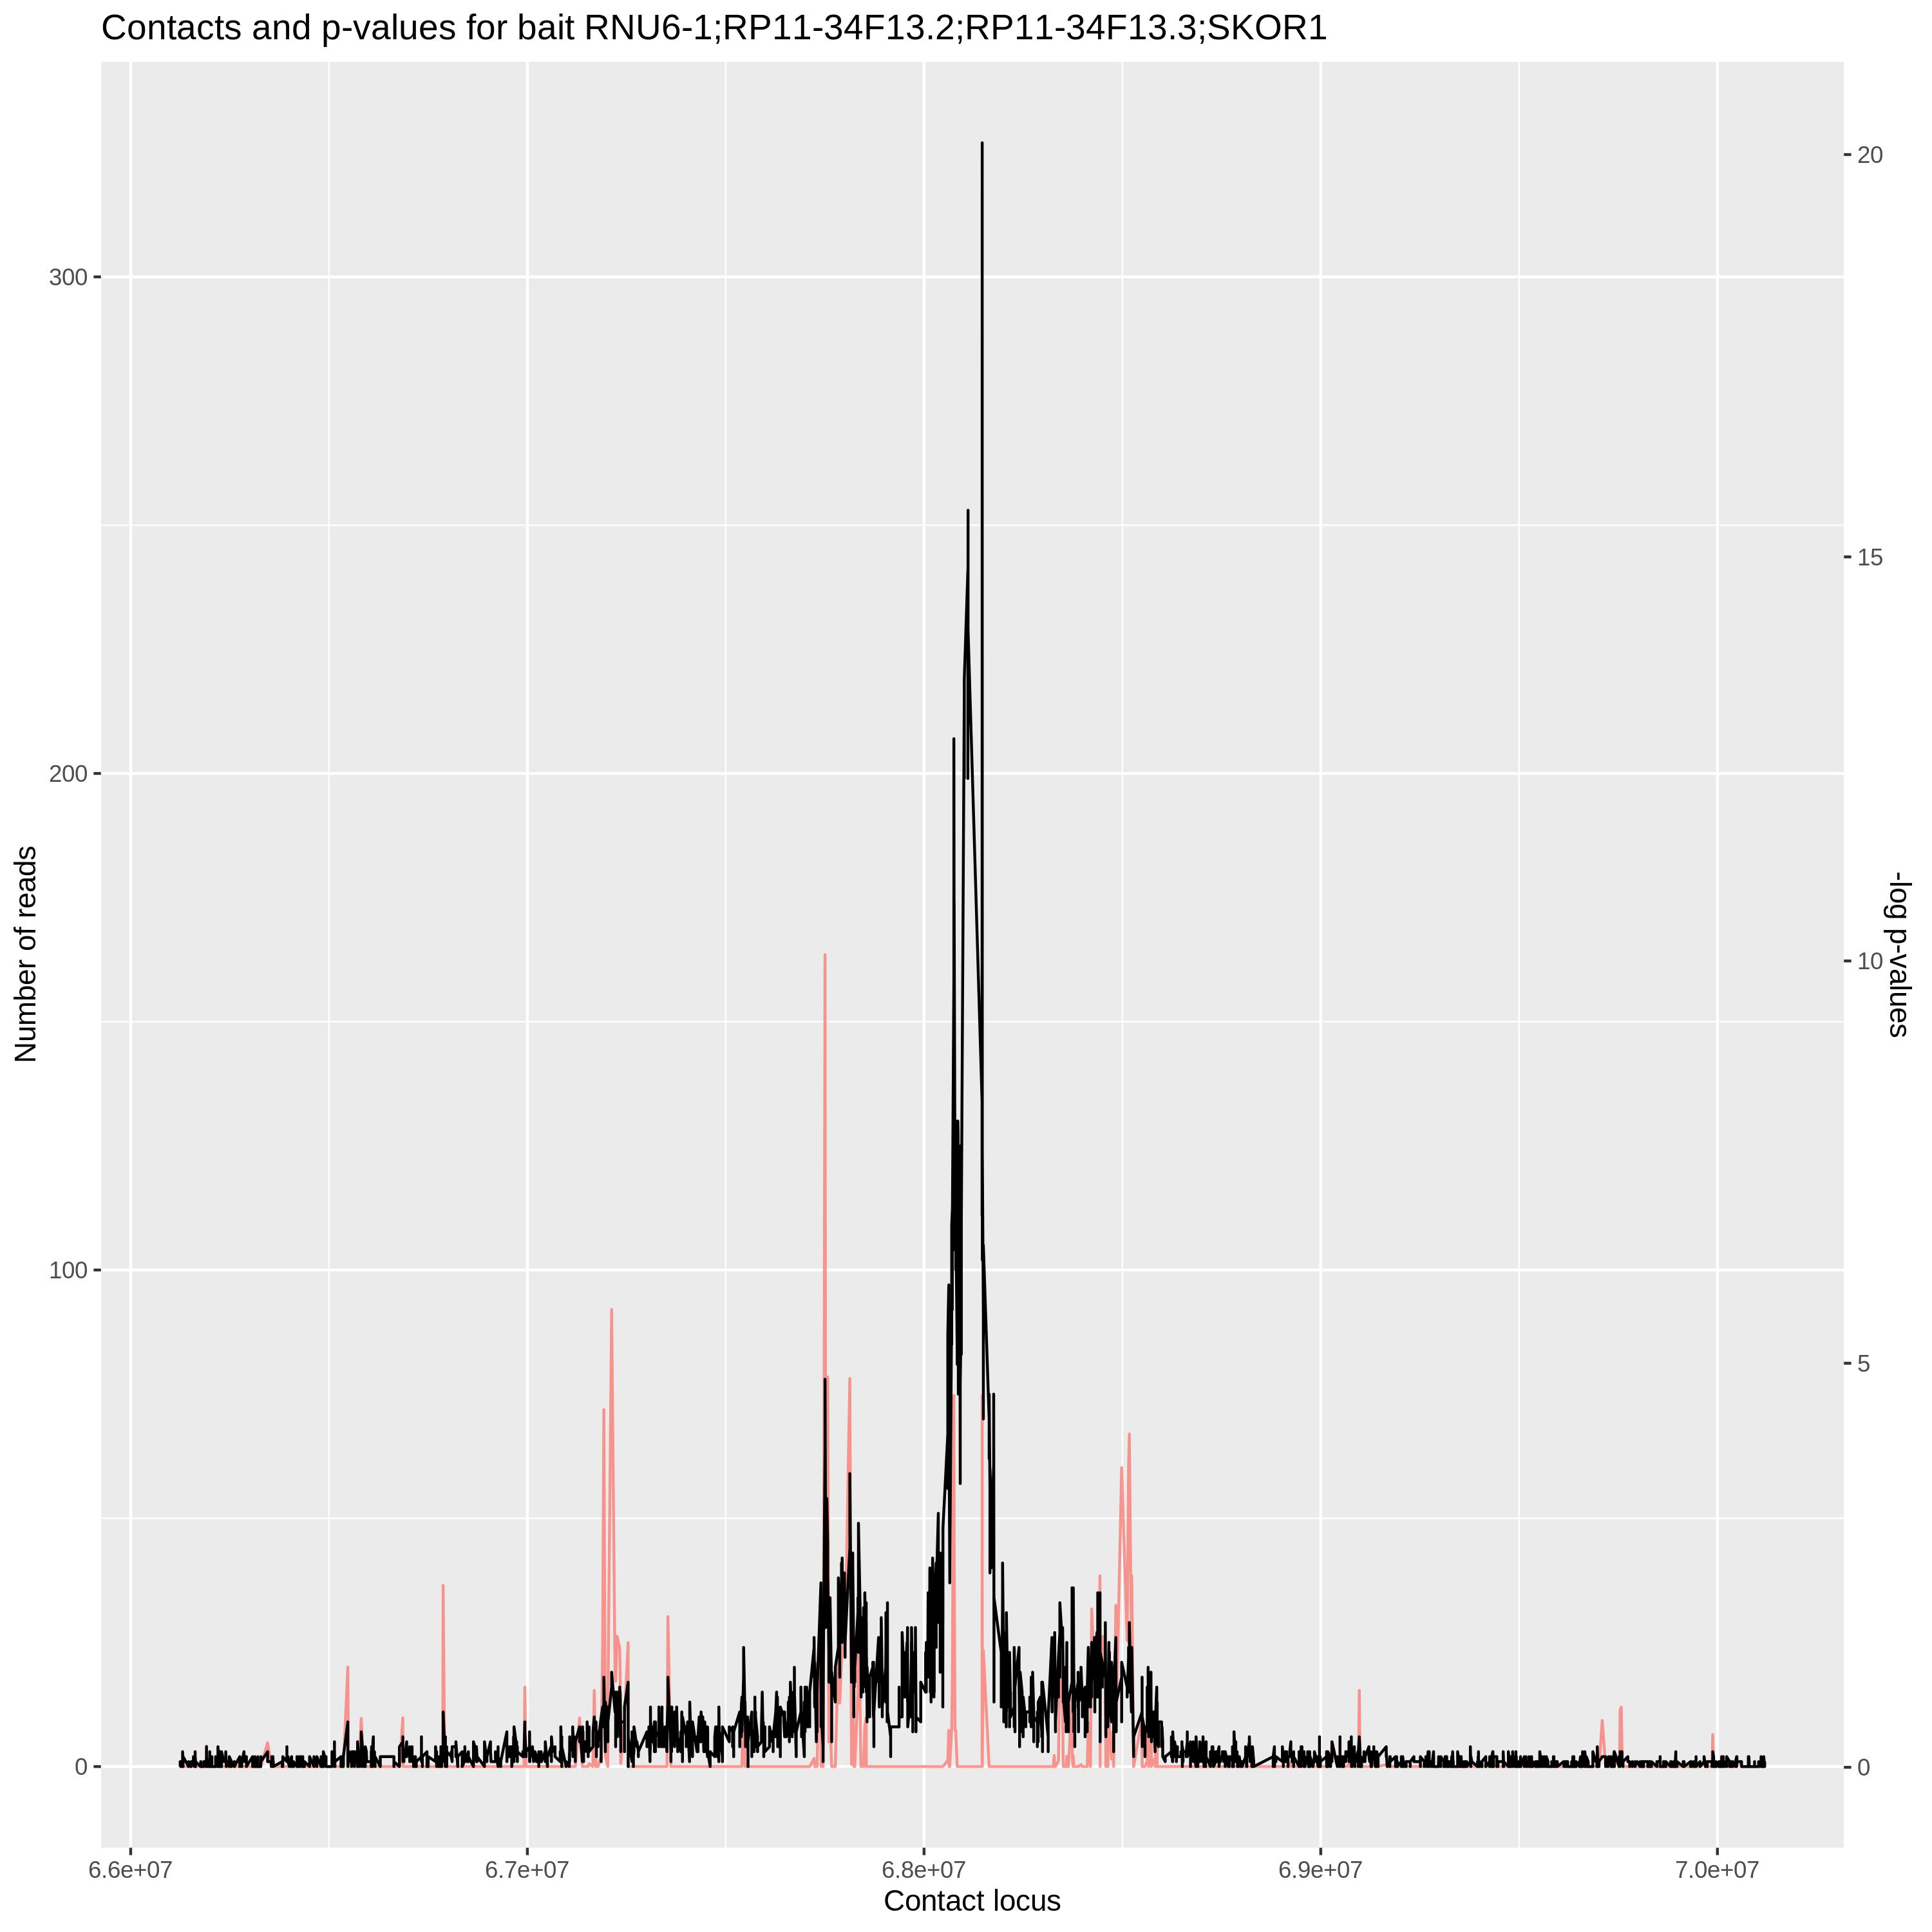 Contacts and p-values for bait RNU6-1;RP11-34F13.2;RP11-34F13.3;SKOR1
Number of reads
300
200
100
0
20
15
10
5
0
-log p-values
6.6e+07 6.7e+07 6.8e+07 6.9e+07 7.0e+07
Contact locus